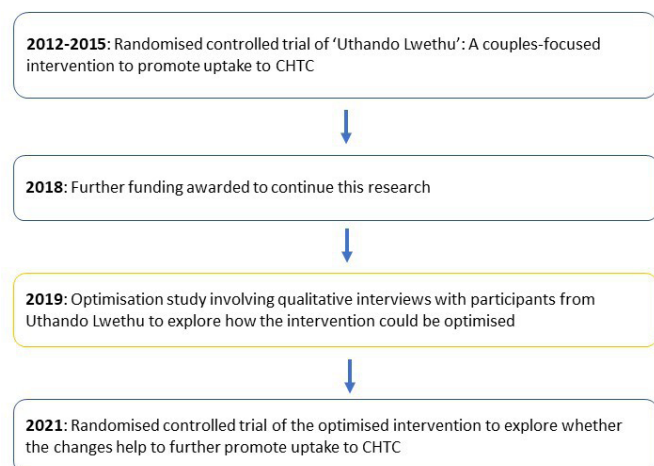 2012-2015: Randomised controlled trial of ‘Uthando Lwethu’: A couples-focused
intervention to promote uptake to CHTC
2018: Further funding awarded to continue this research
2019: Optimisation study involving qualitative interviews with participants from
Uthando Lwethu to explore how the intervention could be optimised
2021: Randomised controlled trial of the optimised intervention to explore whether
the changes help to further promote uptake to CHTC